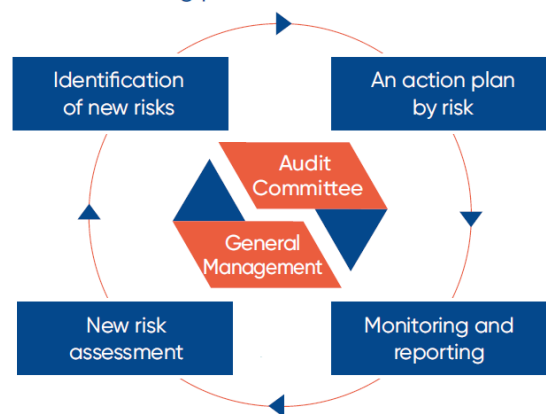 Identification
of new risks
An action plan
by risk
Audit
Committee
General
Management
New risk
assessment
Monitoring and
reporting